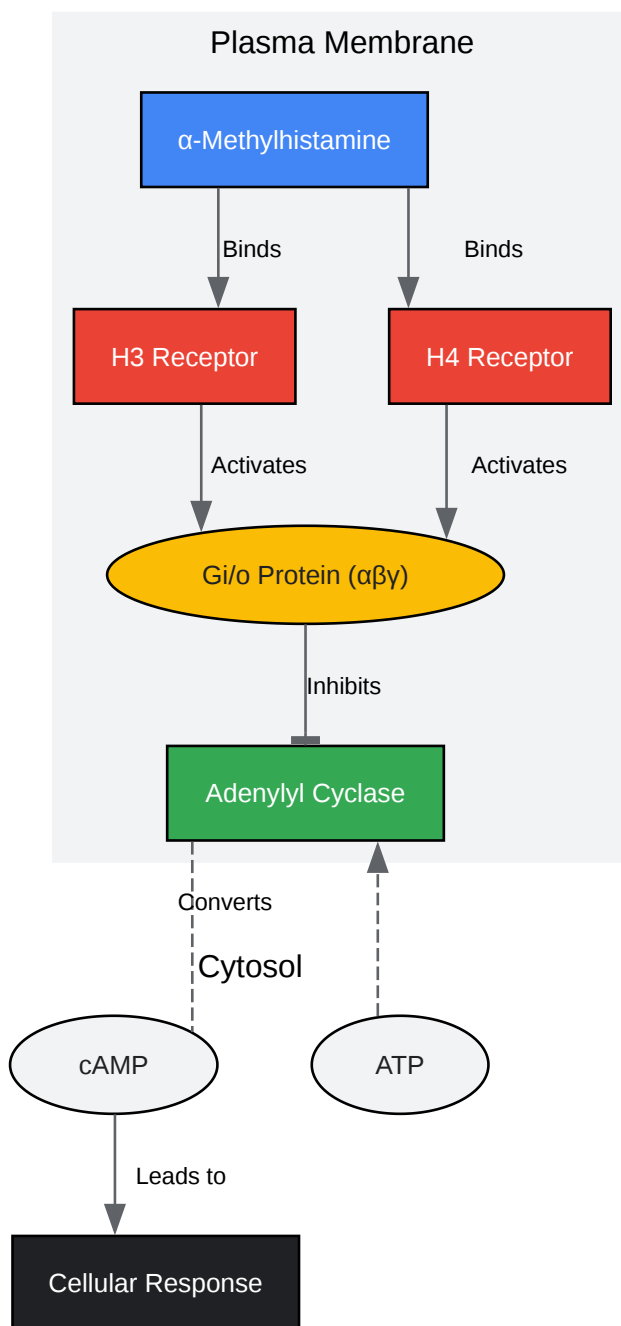 Plasma Membrane
α-Methylhistamine
Binds
Binds
H3 Receptor
H4 Receptor
Activates
Activates
Gi/o Protein (αβγ)
Inhibits
Adenylyl Cyclase
Converts
Cytosol
cAMP
ATP
Leads to
Cellular Response